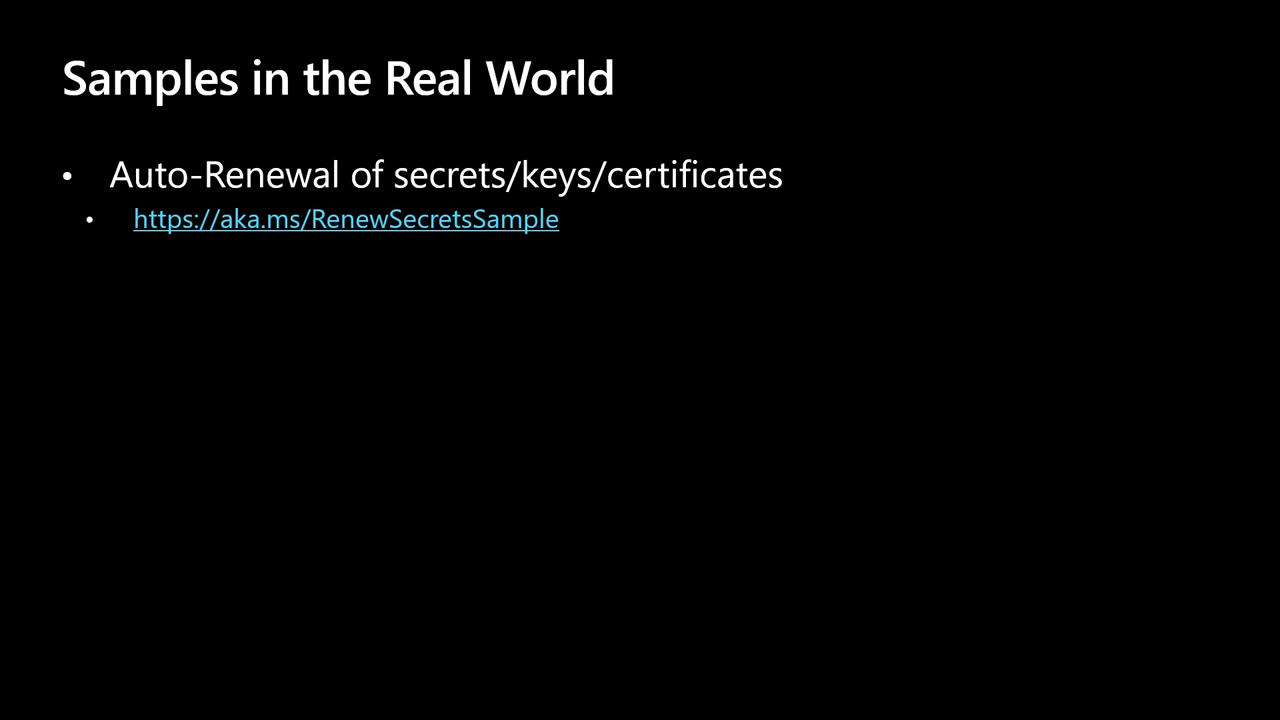 Samples in the Real World
• Auto-Renewal of secrets/keys/certificates
• https://aka.ms/RenewSecretsSample